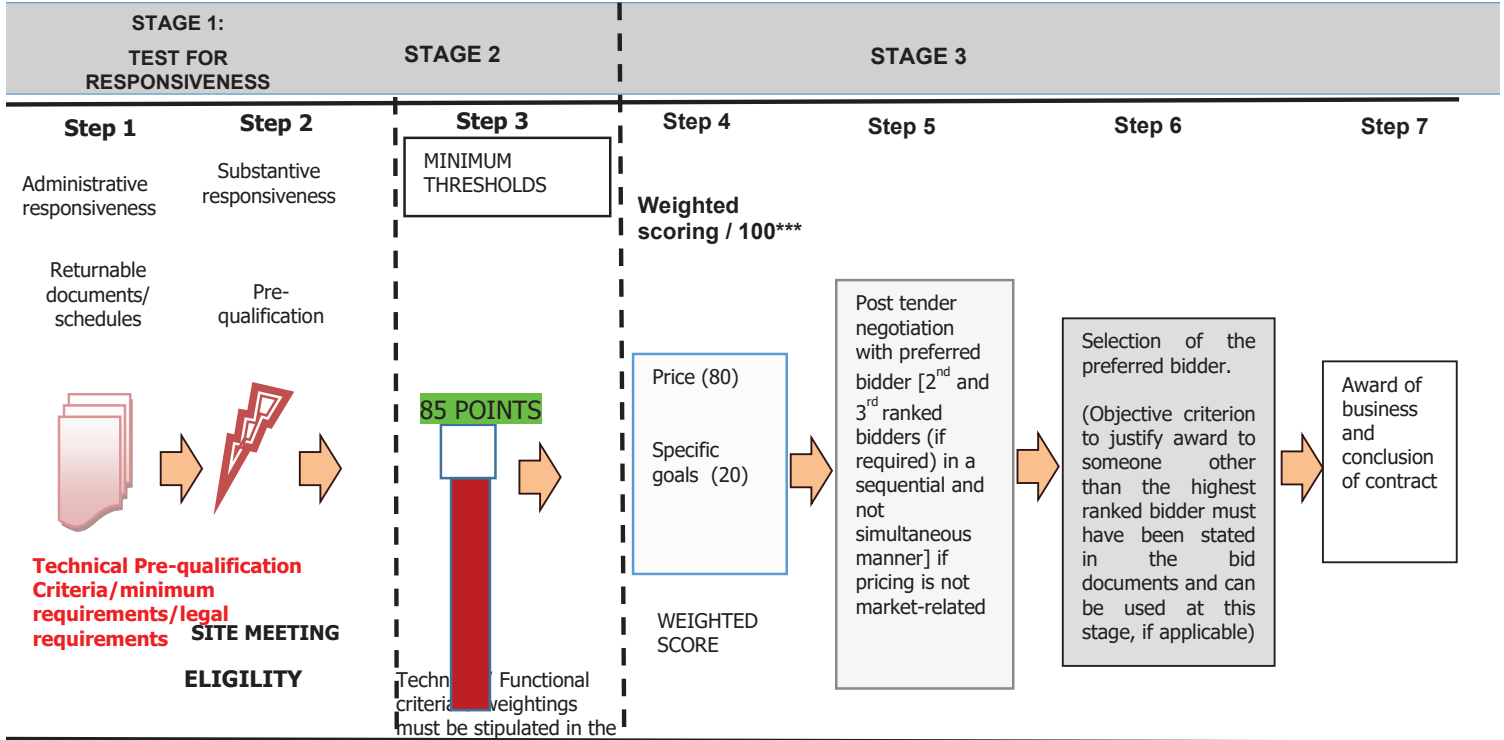 STAGE 1:
TEST FOR
RESPONSIVENESS
STAGE 2
STAGE 3
Step 1
Administrative
responsiveness
Returnable
documents/
schedules
Technical Pre-qualification
Criteria/minimum
requirements/legal
requirements
Step 2
Substantive
responsiveness
Pre-
qualification
SITE MEETING
ELIGILITY
Step 3
MINIMUM
THRESHOLDS
85 POINTS
Functional
criteria weightings
must be stipulated in the
Step 4
Weighted
scoring / 100***
Price (80)
Specific
goals (20)
WEIGHTED
SCORE
Step 5
Post tender
negotiation
with preferred
bidder [2nd and
3rd ranked
bidders (if
required) in a
sequential and
not
simultaneous
manner] if
pricing is not
market-related
Step 6
Selection of the
preferred bidder.
(Objective criterion
to justify award to
someone other
than the highest
ranked bidder must
have been stated
in the bid
documents and can
be used at this
stage, if applicable)
Step 7
Award of
business
and
conclusion
of contract